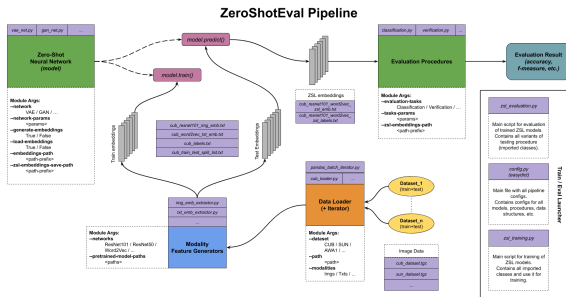 ZeroShotEval Pipeline
vae_net.py
gan_net.py
...
Zero-Shot
Neural Network
(model)
Module Args:
--network
VAE / GAN / ...
--network-params
<params>
--generate-embeddings
True / False
--load-embeddings
True / False
--embeddings-path
<path-prefix>
--zsl-embeddings-save-path
<path-prefix>
model.predict()
model.train()
Train embeddings
Test Embeddings
cub_resnet101_img_emb.txt
cub_word2vec_txt_emb.txt
cub_labels.txt
cub_train_test_split_list.txt
img_emb_extractor.py
txt_emb_extractor.py
...
Modality
Feature Generators
Module Args:
--networks
ResNet101 / ResNet50 /
Word2Vec / ...
--pretrained-model-paths
<paths>
ZSL embeddings
cub_resnet101_word2vec_
zsl_emb.txt
cub_resnet101_word2vec_
zsl_labels.txt
pandas_batch_iterator.py
cub_loader.py
...
Data Loader
(+ Iterator)
Module Args:
--dataset
CUB / SUN /
AWA1 / ...
--path
<path>
--modalities
Imgs / Txts / ...
Dataset_1
(train+test)
Dataset_n
(train+test)
Image Data
cub_dataset.tgs
sun_dataset.tgs
...
classification.py
verification.py
...
Evaluation Procedures
Module Args:
--evaluation-tasks
Classification / Verification / ...
--tasks-params
<params>
--zsl-embeddings-path
<path-prefix>
Evaluation Result
(accuracy,
f-measure, etc.)
Train / Eval Launcher
zsl_evaluation.py
Main script for evaluation
of trained ZSL models.
Contains all variants of
testing procedure
(imported classes).
config.py
(easydict)
Main file with all pipeline
configs.
Contains configs for all
models, procedures, data
structures, etc.
zsl_training.py
Main script for training of
ZSL models.
Contains all imported
classes and use it for
training.